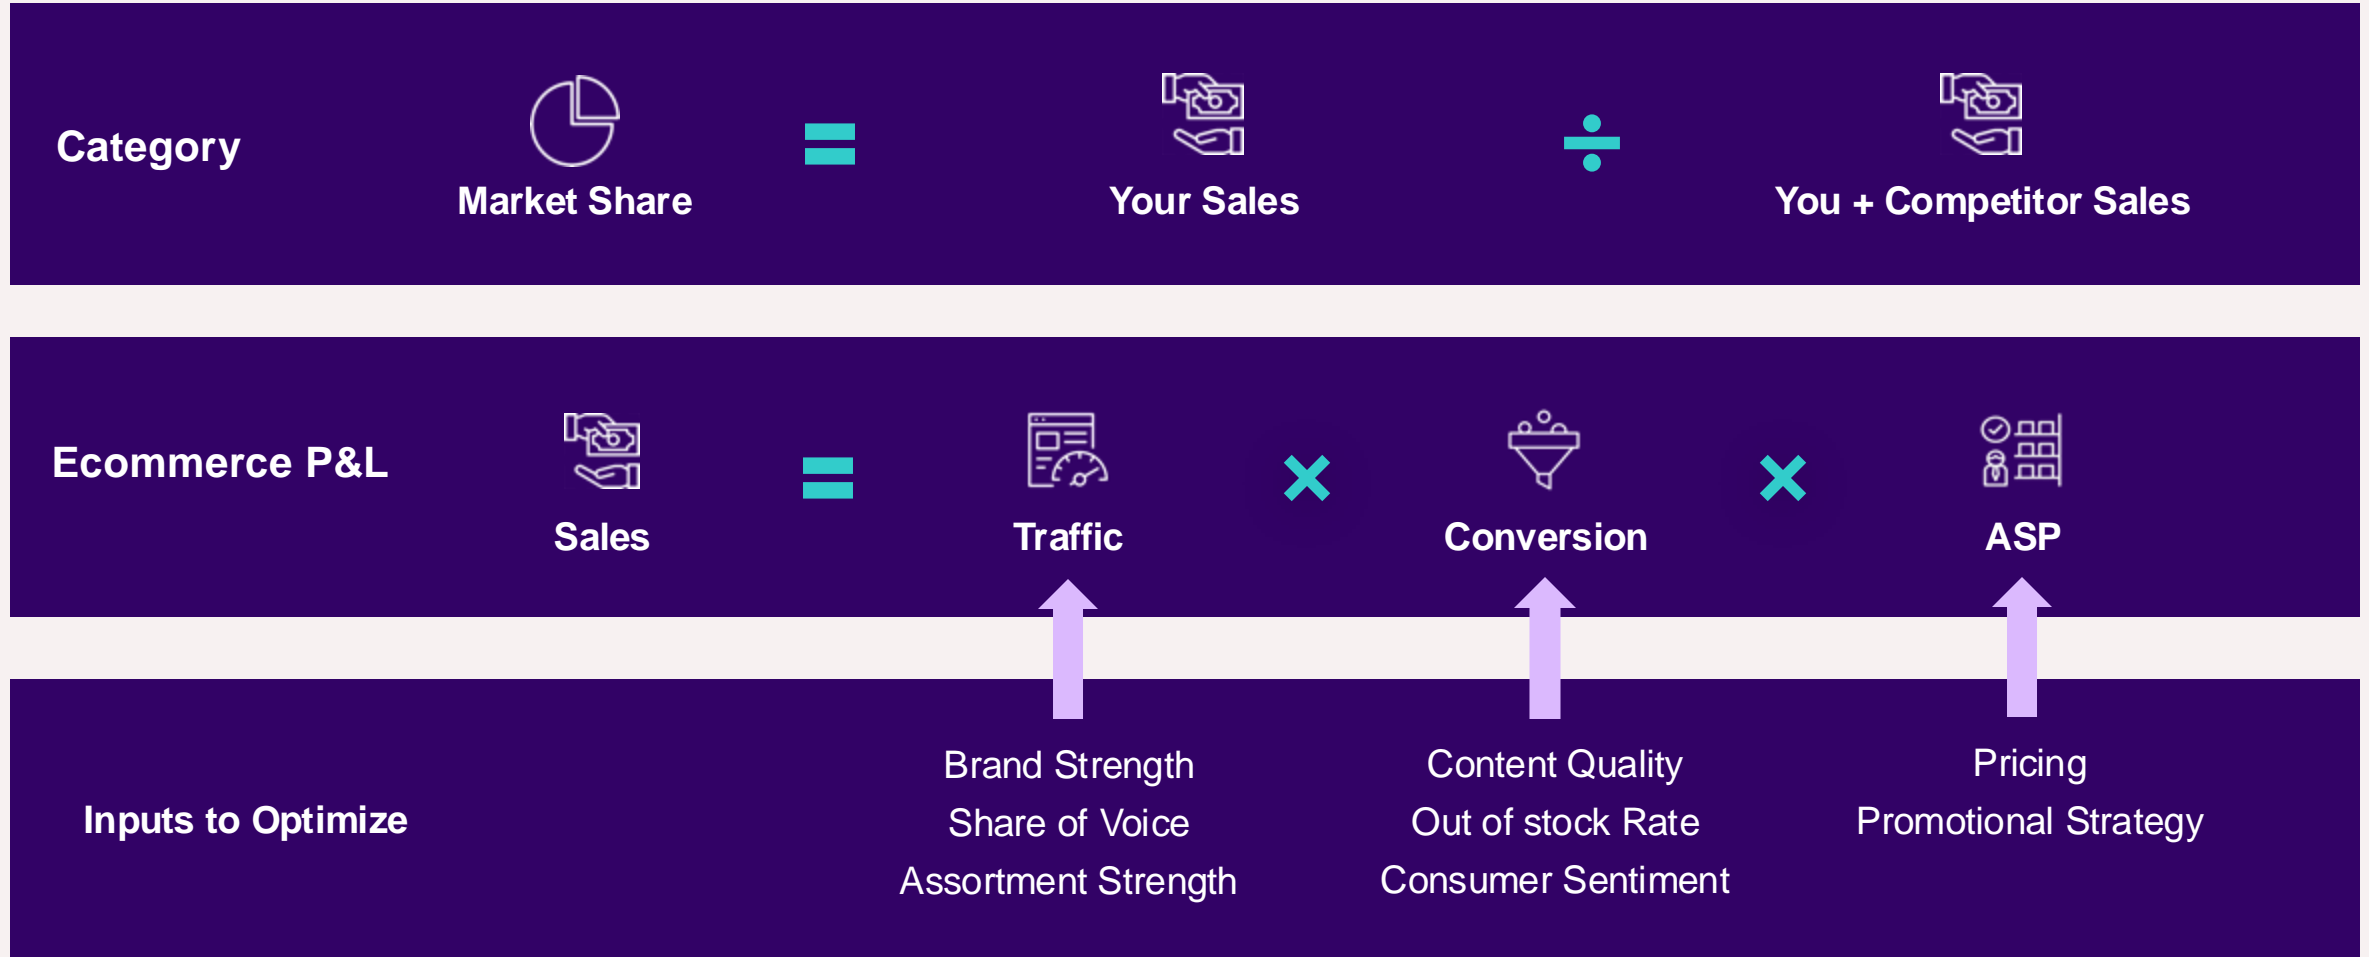 Category
Market Share
=
Your Sales
÷
You + Competitor Sales
Ecommerce P&L
Sales
=
Traffic
×
Conversion
×
ASP
Inputs to Optimize
Brand Strength
Share of Voice
Assortment Strength
Content Quality
Out of stock Rate
Consumer Sentiment
Pricing
Promotional Strategy